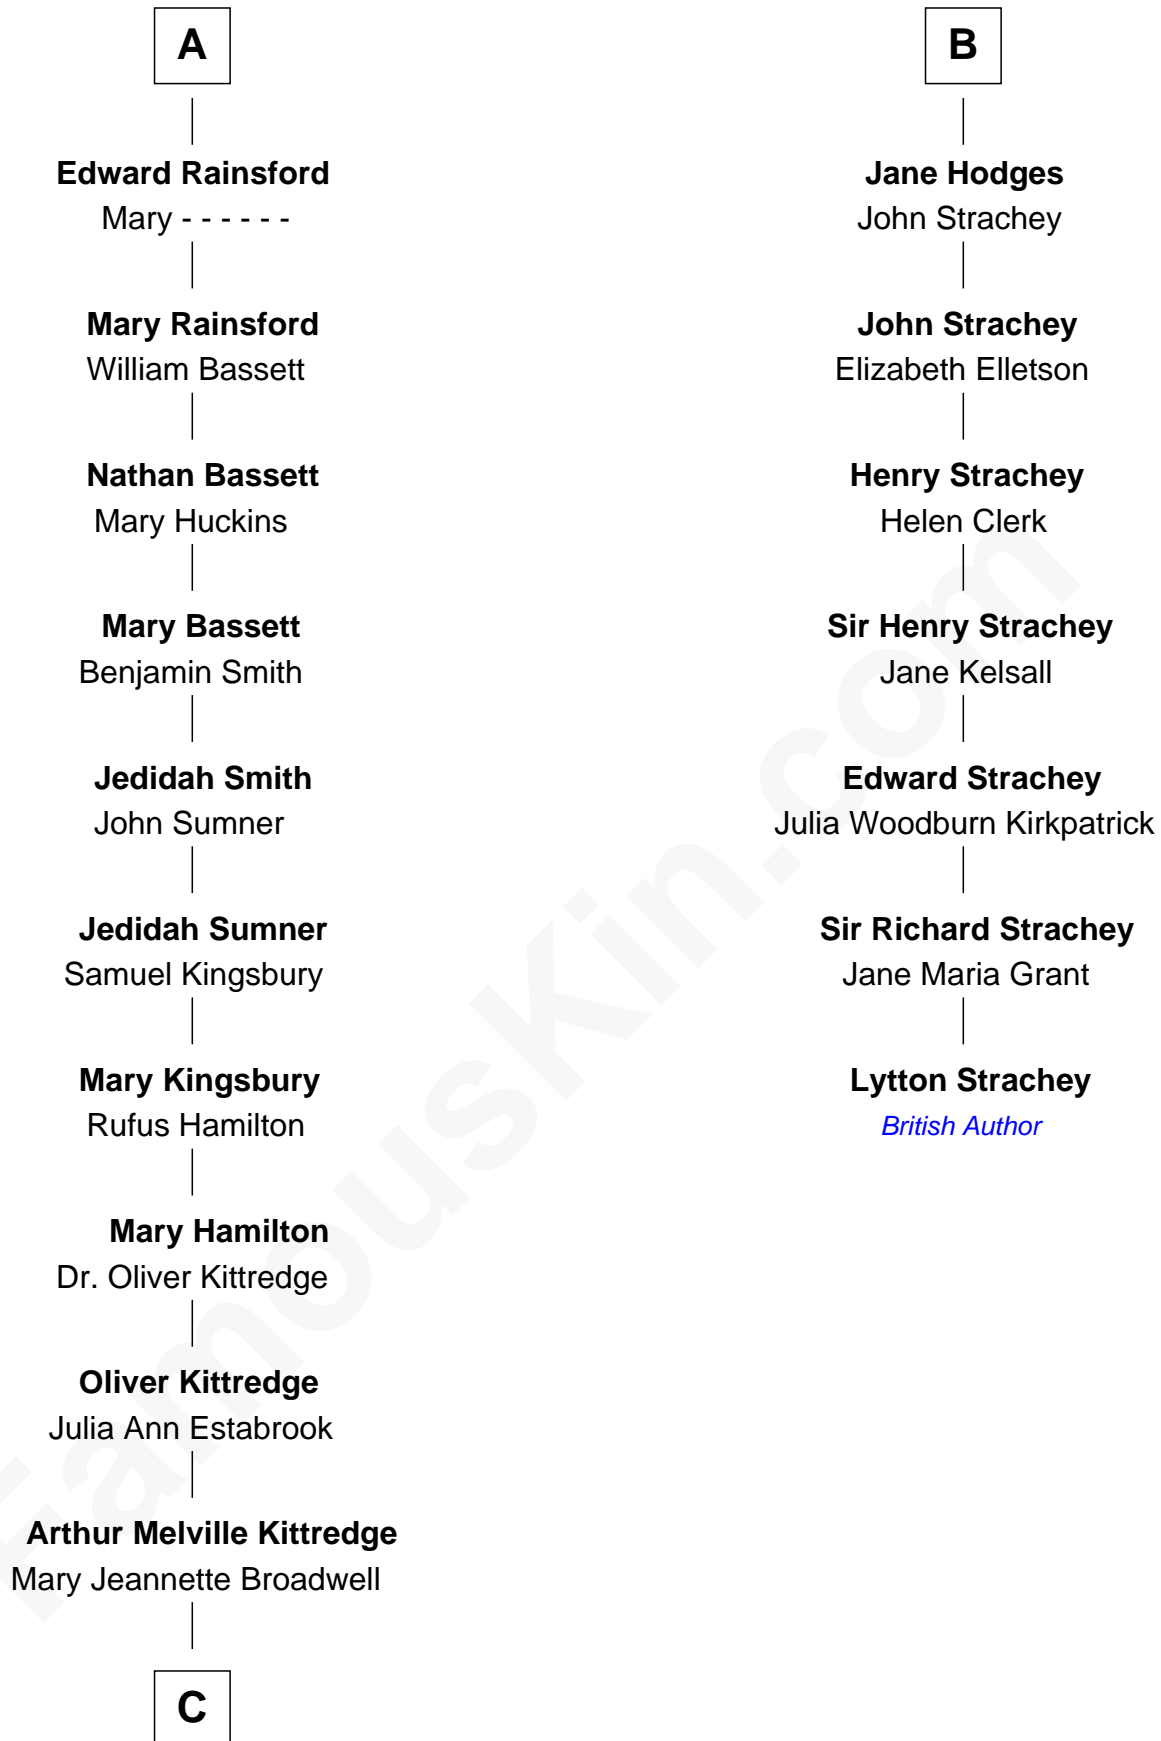 A
Edward Rainsford
Mary - - - - - -
Mary Rainsford
William Bassett
Nathan Bassett
Mary Huckins
Mary Bassett
Benjamin Smith
Jedidah Smith
John Sumner
Jedidah Sumner
Samuel Kingsbury
Mary Kingsbury
Rufus Hamilton
Mary Hamilton
Dr. Oliver Kittredge
Oliver Kittredge
Julia Ann Estabrook
Arthur Melville Kittredge
Mary Jeannette Broadwell
C
B
Jane Hodges
John Strachey
John Strachey
Elizabeth Elletson
Henry Strachey
Helen Clerk
Sir Henry Strachey
Jane Kelsall
Edward Strachey
Julia Woodburn Kirkpatrick
Sir Richard Strachey
Jane Maria Grant
Lytton Strachey
British Author
FamousKin.com